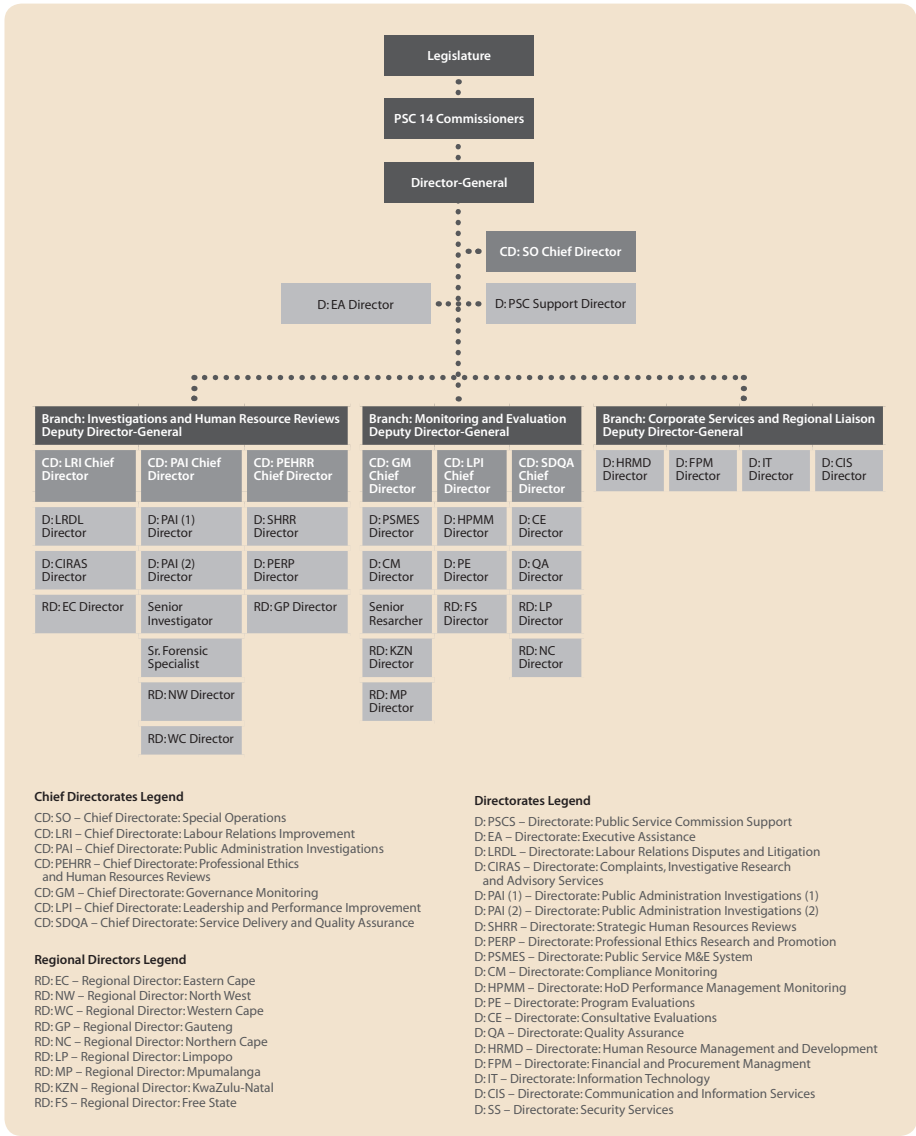 Legislature
PSC 14 Commissioners
Director-General
CD: SO Chief Director
D: EA Director
D: PSC Support Director
Branch: Investigations and Human Resource Reviews
Deputy Director-General
CD: LRI Chief
Director
CD: PAI Chief
Director
CD: PEHRR
Chief Director
D: LRDL
Director
D: PAI (1)
Director
D: SHRR
Director
D: CIRAS
Director
D: PAI (2)
Director
D: PERP
Director
RD: EC Director
Senior
Investigator
RD: GP Director
Sr. Forensic
Specialist
RD: NW Director
RD: WC Director
Branch: Monitoring and Evaluation
Deputy Director-General
CD: GM
Chief
Director
CD: LPI
Chief
Director
CD: SDQA
Chief
Director
D: PSMES
Director
D: HPMM
Director
D: CE
Director
D: CM
Director
D: PE
Director
D: QA
Director
Senior
Resarcher
RD: FS
Director
RD: LP
Director
RD: KZN
Director
RD: NC
Director
RD: MP
Director
Branch: Corporate Services and Regional Liaison
Deputy Director-General
D: HRMD
Director
D: FPM
Director
D: IT
Director
D: CIS
Director
Chief Directorates Legend
CD: SO – Chief Directorate: Special Operations
CD: LRI – Chief Directorate: Labour Relations Improvement
CD: PAI – Chief Directorate: Public Administration Investigations
CD: PEHRR – Chief Directorate: Professional Ethics
and Human Resources Reviews
CD: GM – Chief Directorate: Governance Monitoring
CD: LPI – Chief Directorate: Leadership and Performance Improvement
CD: SDQA – Chief Directorate: Service Delivery and Quality Assurance
Regional Directors Legend
RD: EC – Regional Director: Eastern Cape
RD: NW – Regional Director: North West
RD: WC – Regional Director: Western Cape
RD: GP – Regional Director: Gauteng
RD: NC – Regional Director: Northern Cape
RD: LP – Regional Director: Limpopo
RD: MP – Regional Director: Mpumalanga
RD: KZN – Regional Director: KwaZulu-Natal
RD: FS – Regional Director: Free State
Directorates Legend
D: PSCS – Directorate: Public Service Commission Support
D: EA – Directorate: Executive Assistance
D: LRDL – Directorate: Labour Relations Disputes and Litigation
D: CIRAS – Directorate: Complaints, Investigative Research
and Advisory Services
D: PAI (1) – Directorate: Public Administration Investigations (1)
D: PAI (2) – Directorate: Public Administration Investigations (2)
D: SHRR – Directorate: Strategic Human Resources Reviews
D: PERP – Directorate: Professional Ethics Research and Promotion
D: PSMES – Directorate: Public Service M&E System
D: CM – Directorate: Compliance Monitoring
D: HPMM – Directorate: HoD Performance Management Monitoring
D: PE – Directorate: Program Evaluations
D: CE – Directorate: Consultative Evaluations
D: QA – Directorate: Quality Assurance
D: HRMD – Directorate: Human Resource Management and Development
D: FPM – Directorate: Financial and Procurement Managment
D: IT – Directorate: Information Technology
D: CIS – Directorate: Communication and Information Services
D: SS – Directorate: Security Services